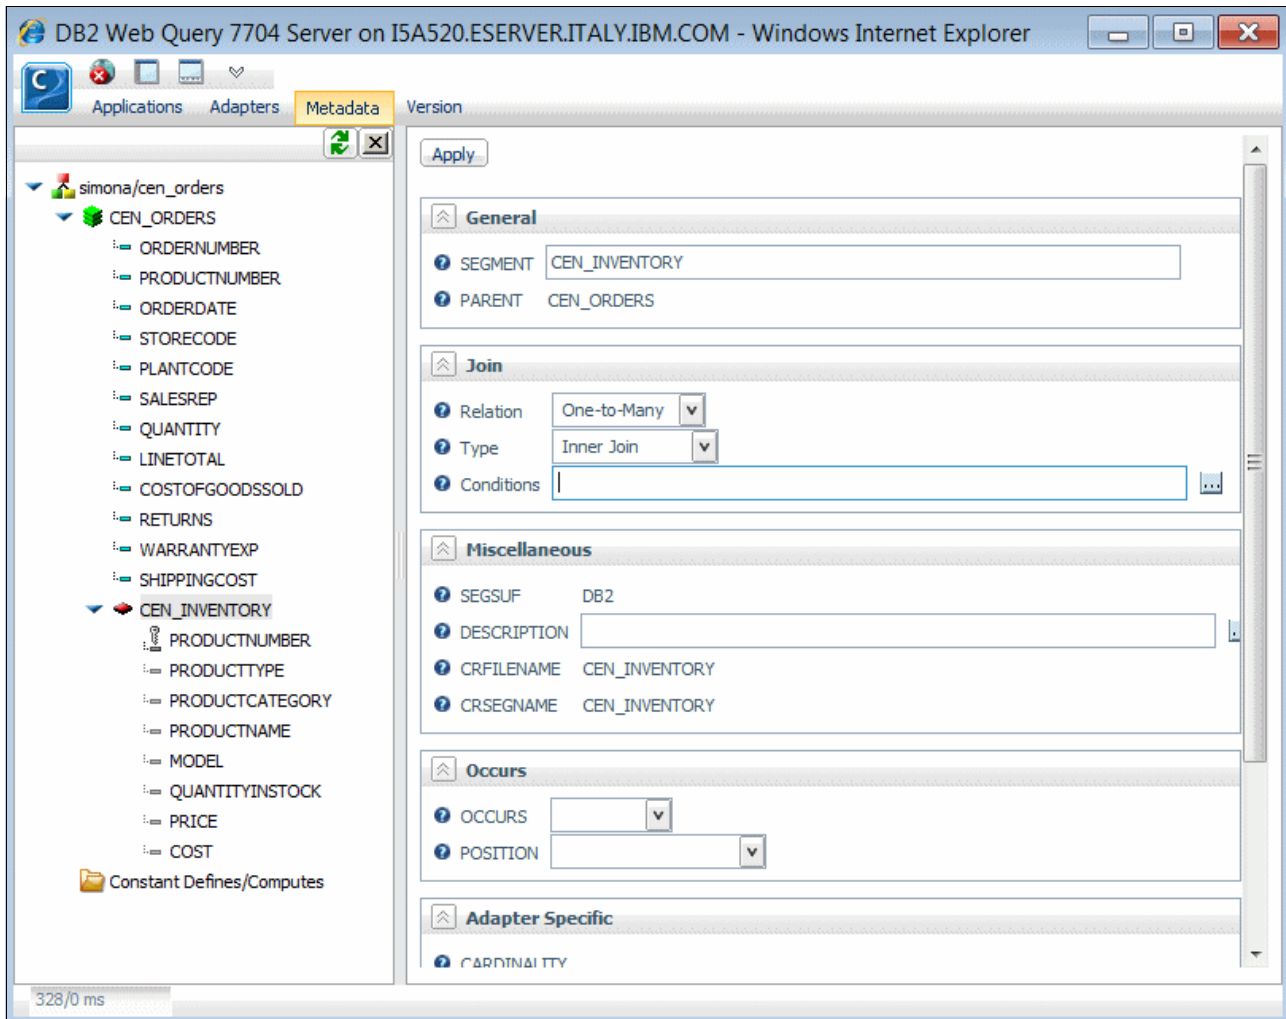 DB2 Web Query 7704 Server on I5A520.ESERVER.ITALY.IBM.COM - Windows Internet Explorer
Applications Adapters Metadata Version
simona/cen_orders
CEN_ORDERS
ORDERNUMBER
PRODUCTNUMBER
ORDERDATE
STORECODE
PLANTCODE
SALESREP
QUANTITY
LINETOTAL
COSTOFGOODSSOLD
RETURNS
WARRANTYEXP
SHIPPINGCOST
CEN_INVENTORY
PRODUCTNUMBER
PRODUCTTYPE
PRODUCTCATEGORY
PRODUCTNAME
MODEL
QUANTITYINSTOCK
PRICE
COST
Constant Defines/Computes
328/0 ms
Apply
General
SEGMENT CEN_INVENTORY
PARENT CEN_ORDERS
Join
Relation One-to-Many
Type Inner Join
Conditions ...
Miscellaneous
SEGSUF DB2
DESCRIPTION
CRFILENAME CEN_INVENTORY
CRSEGNAME CEN_INVENTORY
Occurs
OCCURS
POSITION
Adapter Specific
CARDINALITY